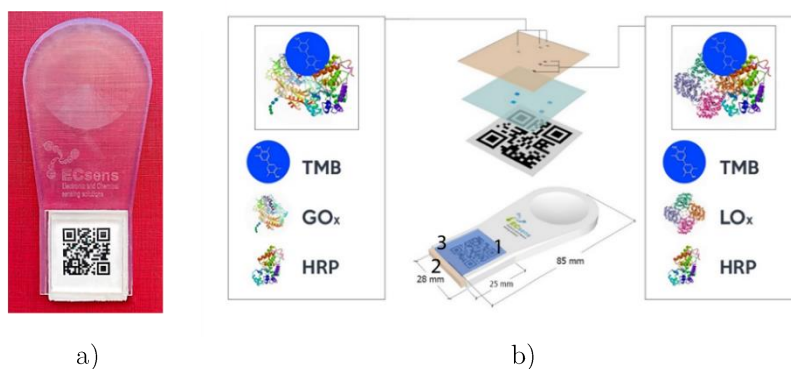 ECsens
Electronic and Chemical
sensing solutions
TMB
GOx
HRP
TMB
LOx
HRP
3
1
2
28 mm
25 mm
85 mm
a)
b)